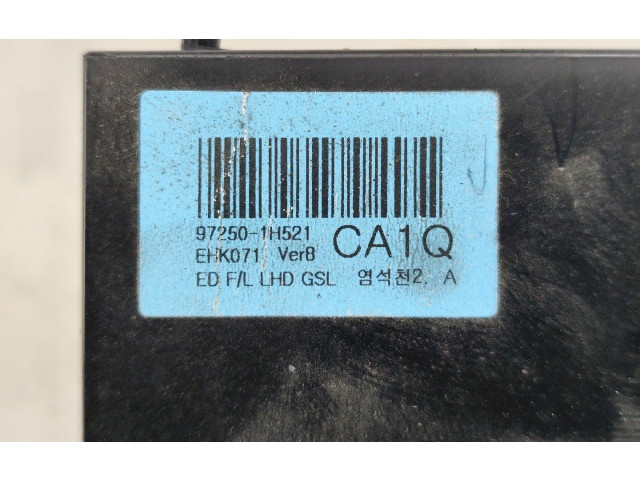 97250-1H521
EHK071 Ver8 CA1Q
ED F/L LHD GSL 염석천2, A